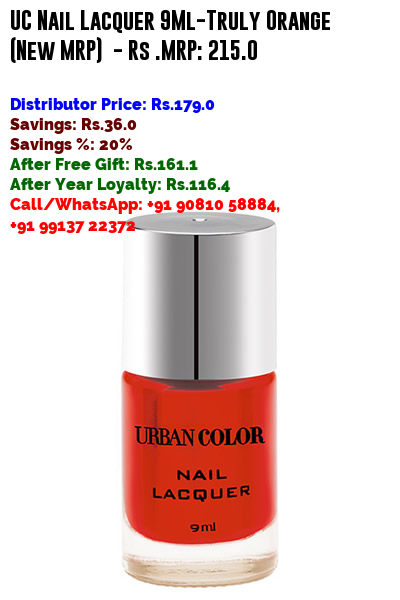 UC Nail Lacquer 9Ml-Truly Orange
(New MRP) - Rs .MRP: 215.0
Distributor Price: Rs.179.0
Savings: Rs.36.0
Savings %: 20%
After Free Gift: Rs.161.1
After Year Loyalty: Rs.116.4
Call/WhatsApp: +91 90810 58884,
+91 99137 22372
URBAN COLOR
NAIL
LACQUER
9ml